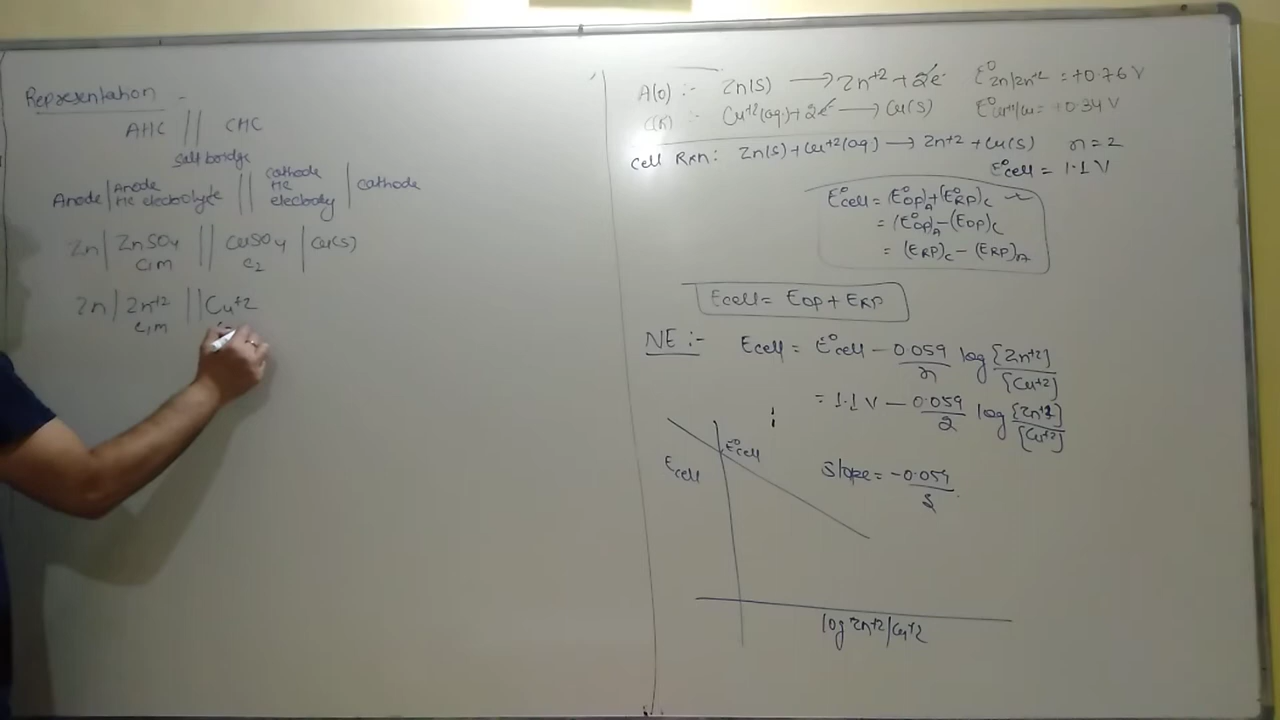 Representation -
AHC || CHC
salt bridge
Anode | Anode HC electrolyte || cathode HC electrody | cathode
Zn | ZnSO4 || CuSO4 | Cu(s)
C1M C2
Zn | Zn+2 || Cu+2
C1M
A(O) :- Zn(s) → Zn+2 + 2e- E°Zn/Zn+2 = +0.76 V
C(R) :- Cu+2(aq) + 2e- → Cu(s) E°Cu+2/Cu = +0.34 V
Cell Rxn: Zn(s) + Cu+2(aq) → Zn+2 + Cu(s) n = 2
E°cell = 1.1 V
E°cell = (E°OP)A + (E°RP)C
= (E°OP)A - (EOP)C
= (ERP)C - (ERP)A
Ecell = EOP + ERP
NE :- Ecell = E°cell - 0.059/n log [Zn+2]/[Cu+2]
= 1.1 V - 0.059/2 log [Zn+2]/[Cu+2]
E°cell
Ecell
Slope = -0.059/2
log Zn+2/Cu+2